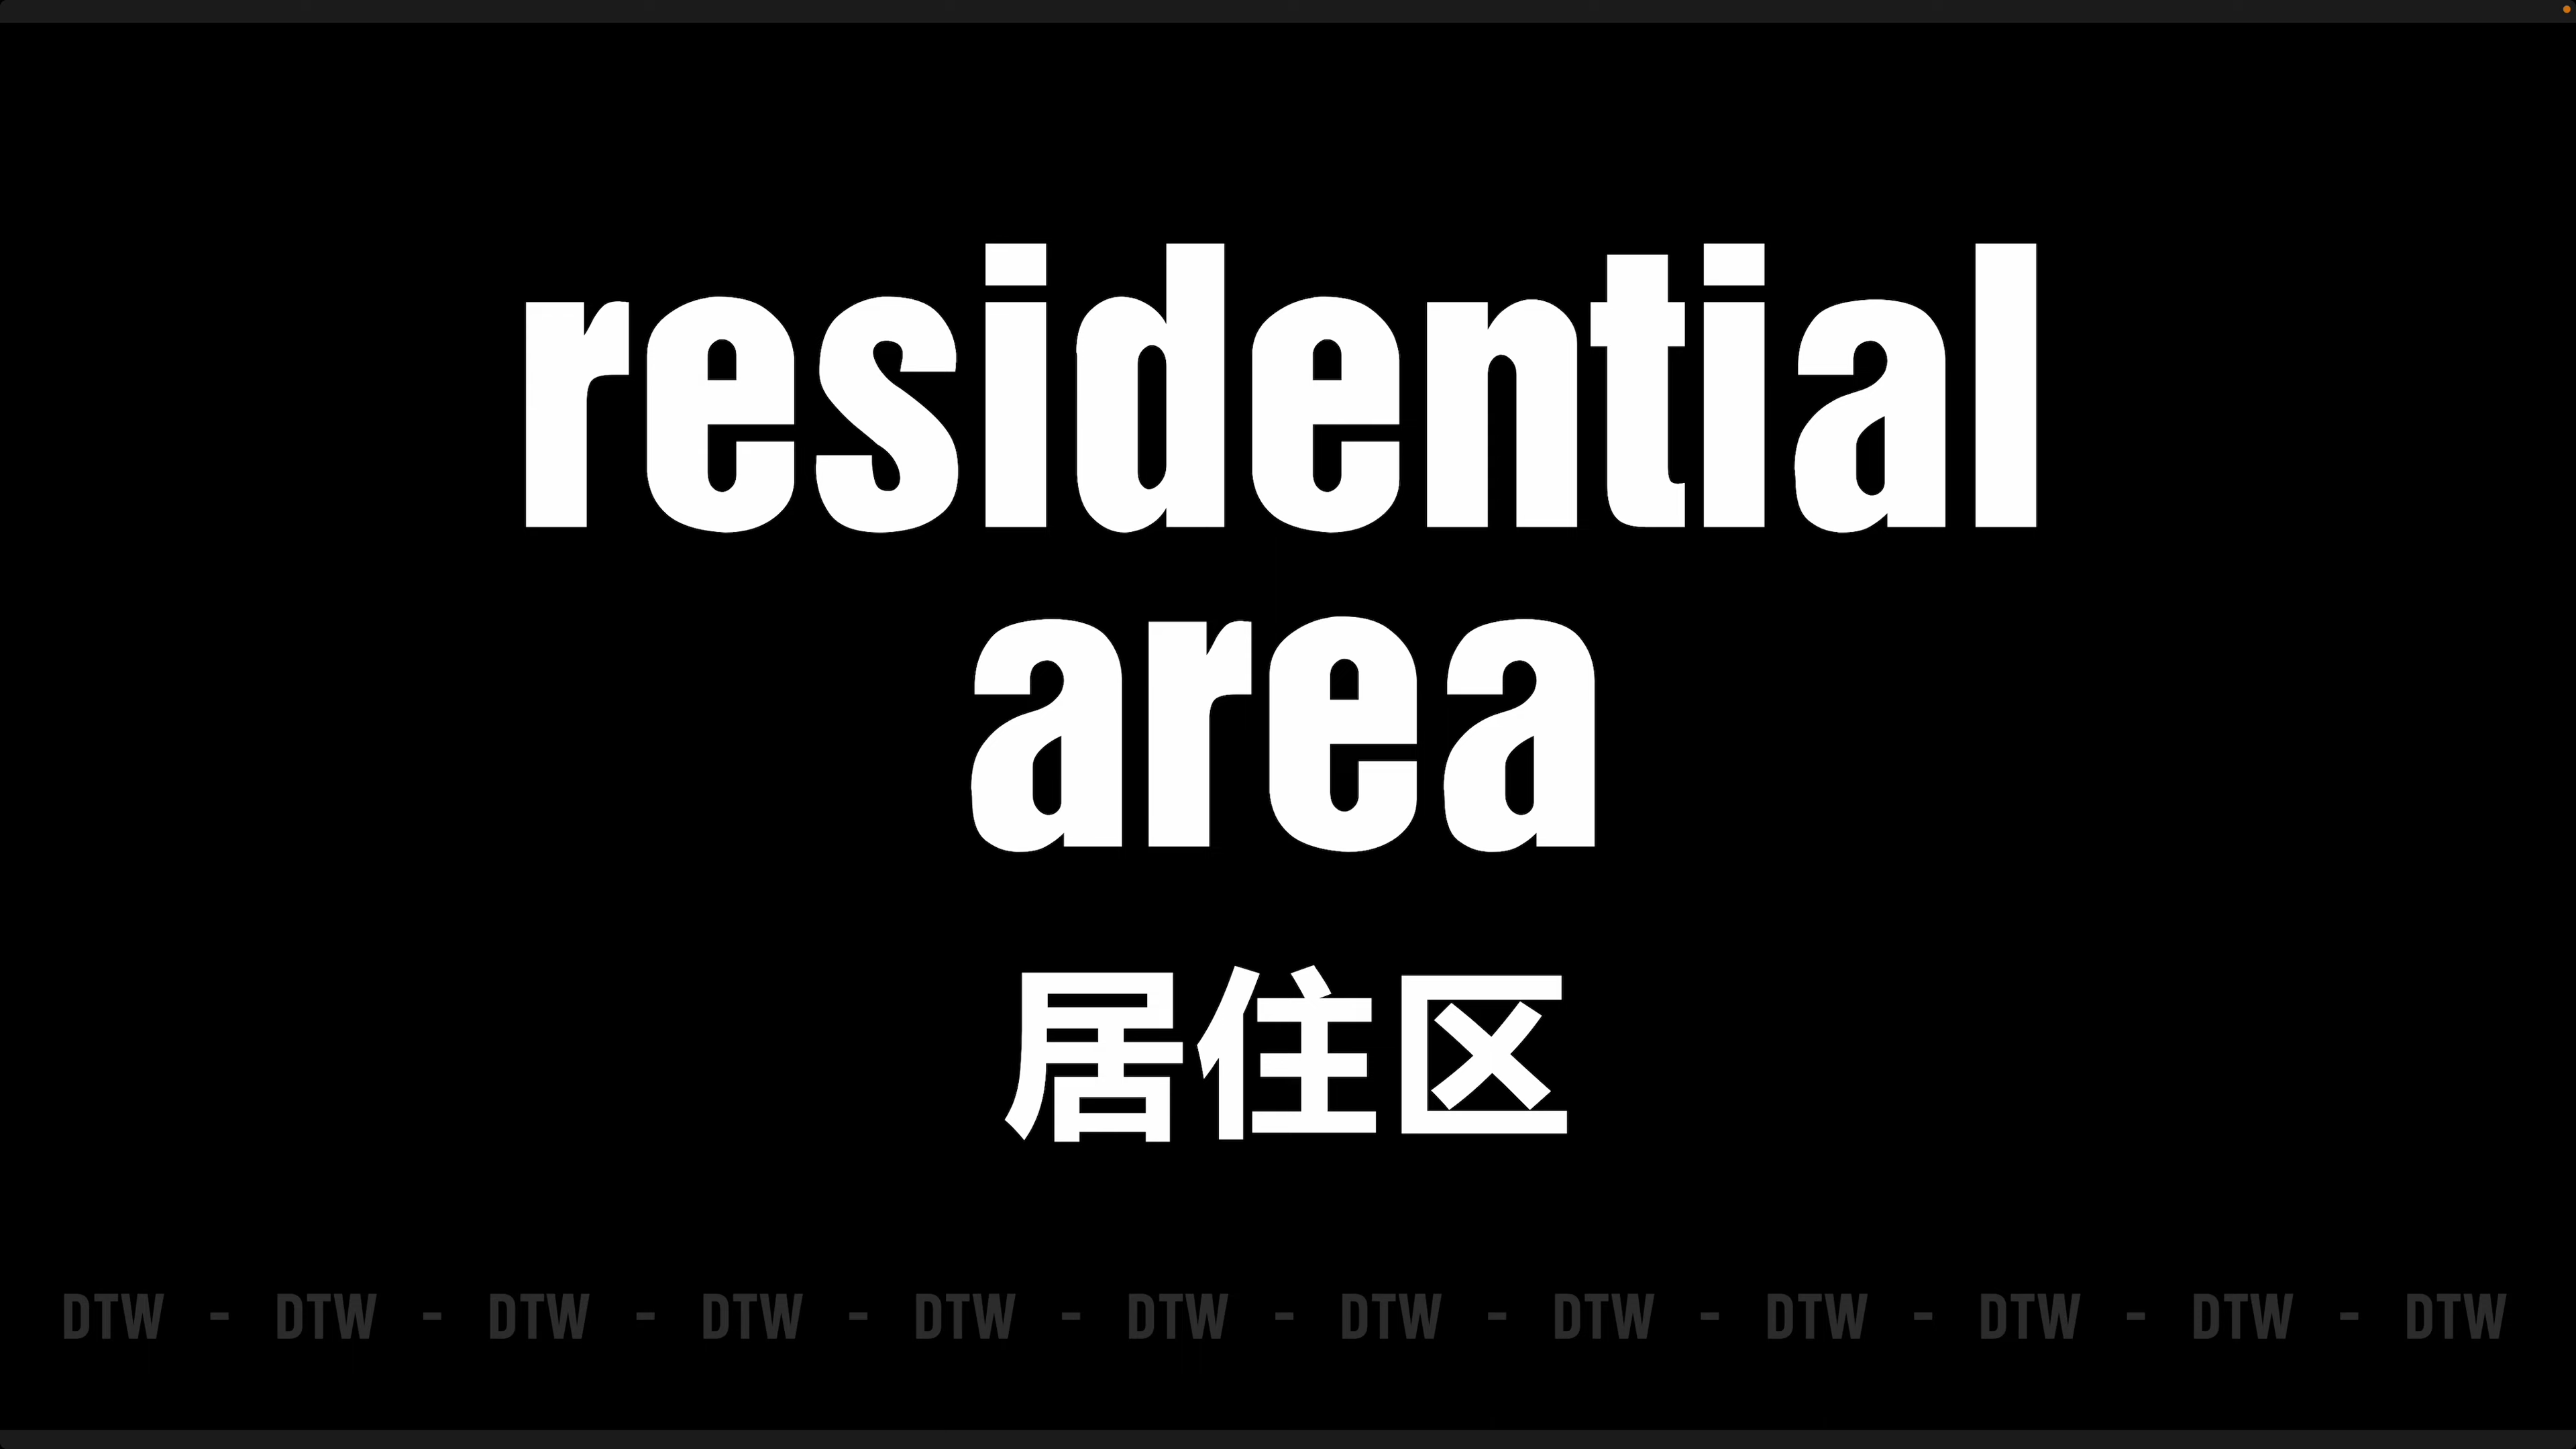 residential
area
居住区
DTW - DTW - DTW - DTW - DTW - DTW - DTW - DTW - DTW - DTW - DTW - DTW